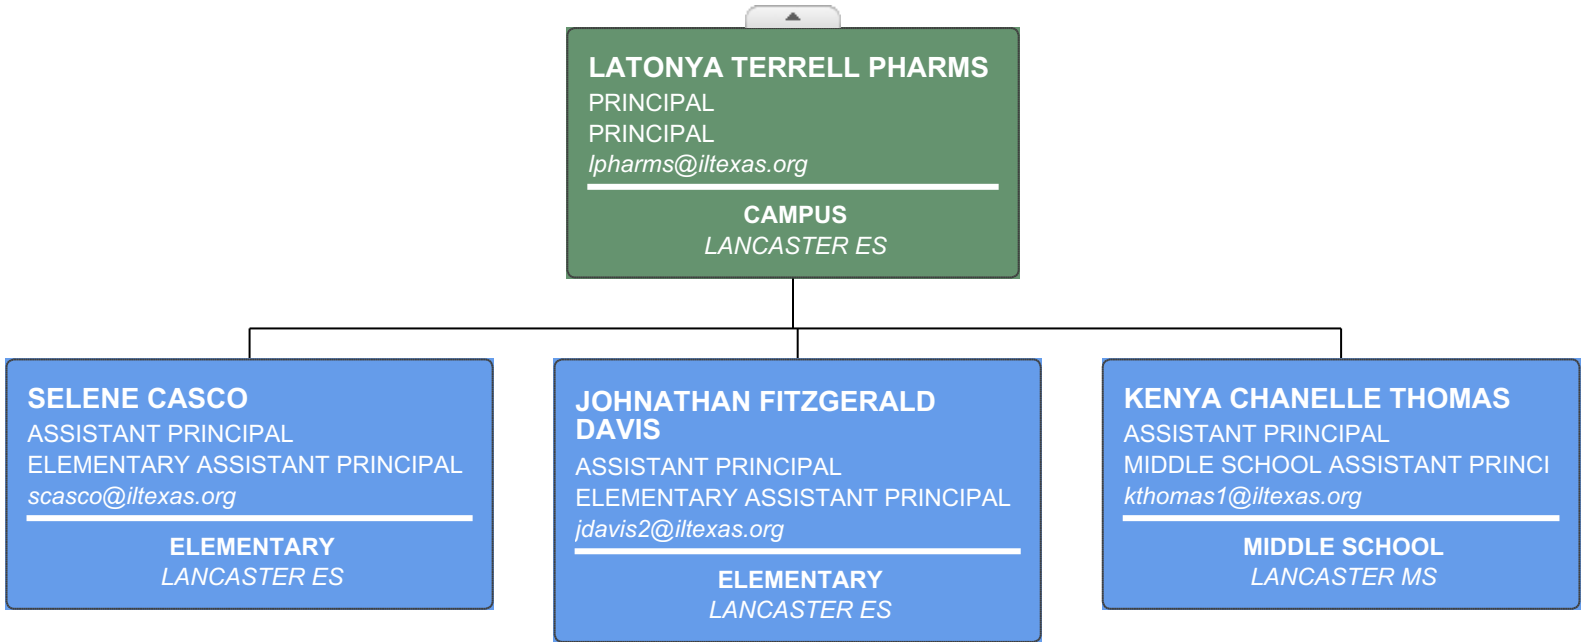 LATONYA TERRELL PHARMS
PRINCIPAL
PRINCIPAL
lpharms@iltexas.org
CAMPUS
LANCASTER ES
SELENE CASCO
ASSISTANT PRINCIPAL
ELEMENTARY ASSISTANT PRINCIPAL
scasco@iltexas.org
ELEMENTARY
LANCASTER ES
JOHNATHAN FITZGERALD
DAVIS
ASSISTANT PRINCIPAL
ELEMENTARY ASSISTANT PRINCIPAL
jdavis2@iltexas.org
ELEMENTARY
LANCASTER ES
KENYA CHANELLE THOMAS
ASSISTANT PRINCIPAL
MIDDLE SCHOOL ASSISTANT PRINCI
kthomas1@iltexas.org
MIDDLE SCHOOL
LANCASTER MS